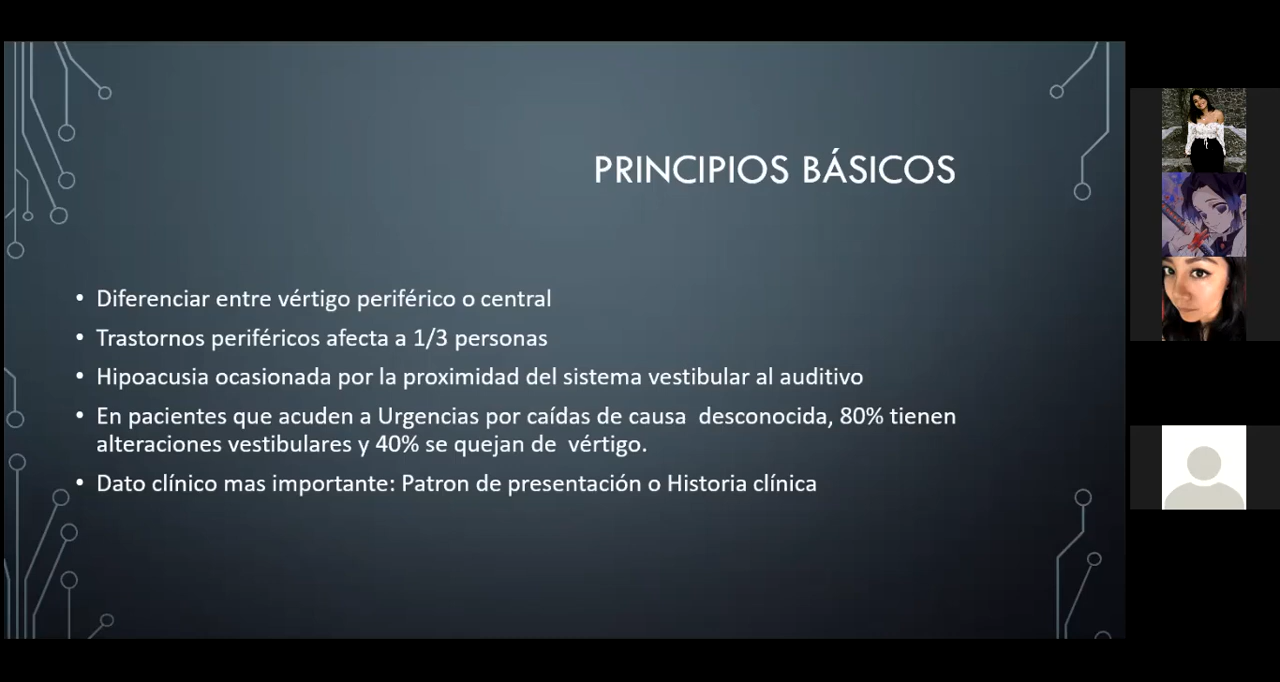 PRINCIPIOS BÁSICOS
• Diferenciar entre vértigo periférico o central
• Trastornos periféricos afecta a 1/3 personas
• Hipoacusia ocasionada por la proximidad del sistema vestibular al auditivo
• En pacientes que acuden a Urgencias por caídas de causa  desconocida, 80% tienen
alteraciones vestibulares y 40% se quejan de  vértigo.
• Dato clínico mas importante: Patron de presentación o Historia clínica